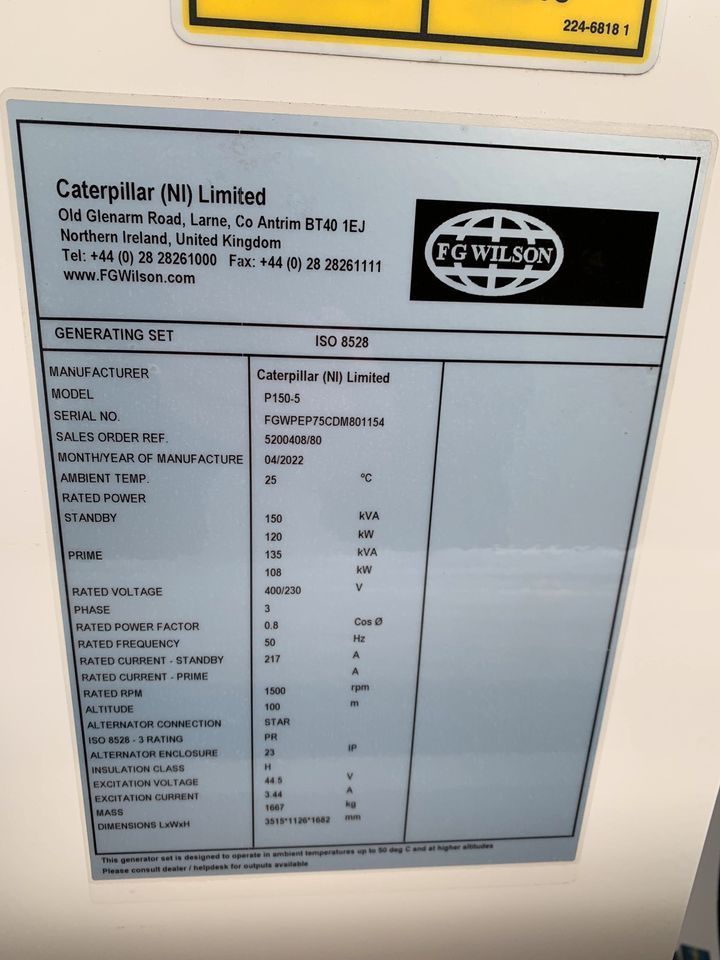 224-6818 1
Caterpillar (NI) Limited
Old Glenarm Road, Larne, Co Antrim BT40 1EJ
Northern Ireland, United Kingdom
Tel: +44 (0) 28 28261000 Fax: +44 (0) 28 28261111
www.FGWilson.com
FG WILSON
GENERATING SET ISO 8528
MANUFACTURER Caterpillar (NI) Limited
MODEL P150-5
SERIAL NO. FGWPEP75CDM801154
SALES ORDER REF. 5200408/80
MONTH/YEAR OF MANUFACTURE 04/2022
AMBIENT TEMP. 25 °C
RATED POWER
STANDBY 150 kVA
120 kW
PRIME 135 kVA
108 kW
RATED VOLTAGE 400/230 V
PHASE 3
RATED POWER FACTOR 0.8 Cos Ø
RATED FREQUENCY 50 Hz
RATED CURRENT - STANDBY 217 A
RATED CURRENT - PRIME A
RATED RPM 1500 rpm
ALTITUDE 100 m
ALTERNATOR CONNECTION STAR
ISO 8528 - 3 RATING PR
ALTERNATOR ENCLOSURE 23 IP
INSULATION CLASS H
EXCITATION VOLTAGE 44.5 V
EXCITATION CURRENT 3.44 A
MASS 1667 kg
DIMENSIONS LxWxH 3515*1126*1682 mm
This generator set is designed to operate in ambient temperatures up to 50 deg C and at higher altitudes
Please consult dealer / helpdesk for outputs available